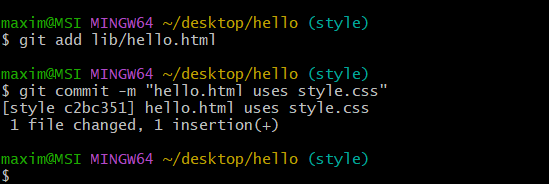 maxim@MSI MINGW64 ~/desktop/hello (style)
$ git add lib/hello.html
maxim@MSI MINGW64 ~/desktop/hello (style)
$ git commit -m "hello.html uses style.css"
[style c2bc351] hello.html uses style.css
 1 file changed, 1 insertion(+)
maxim@MSI MINGW64 ~/desktop/hello (style)
$